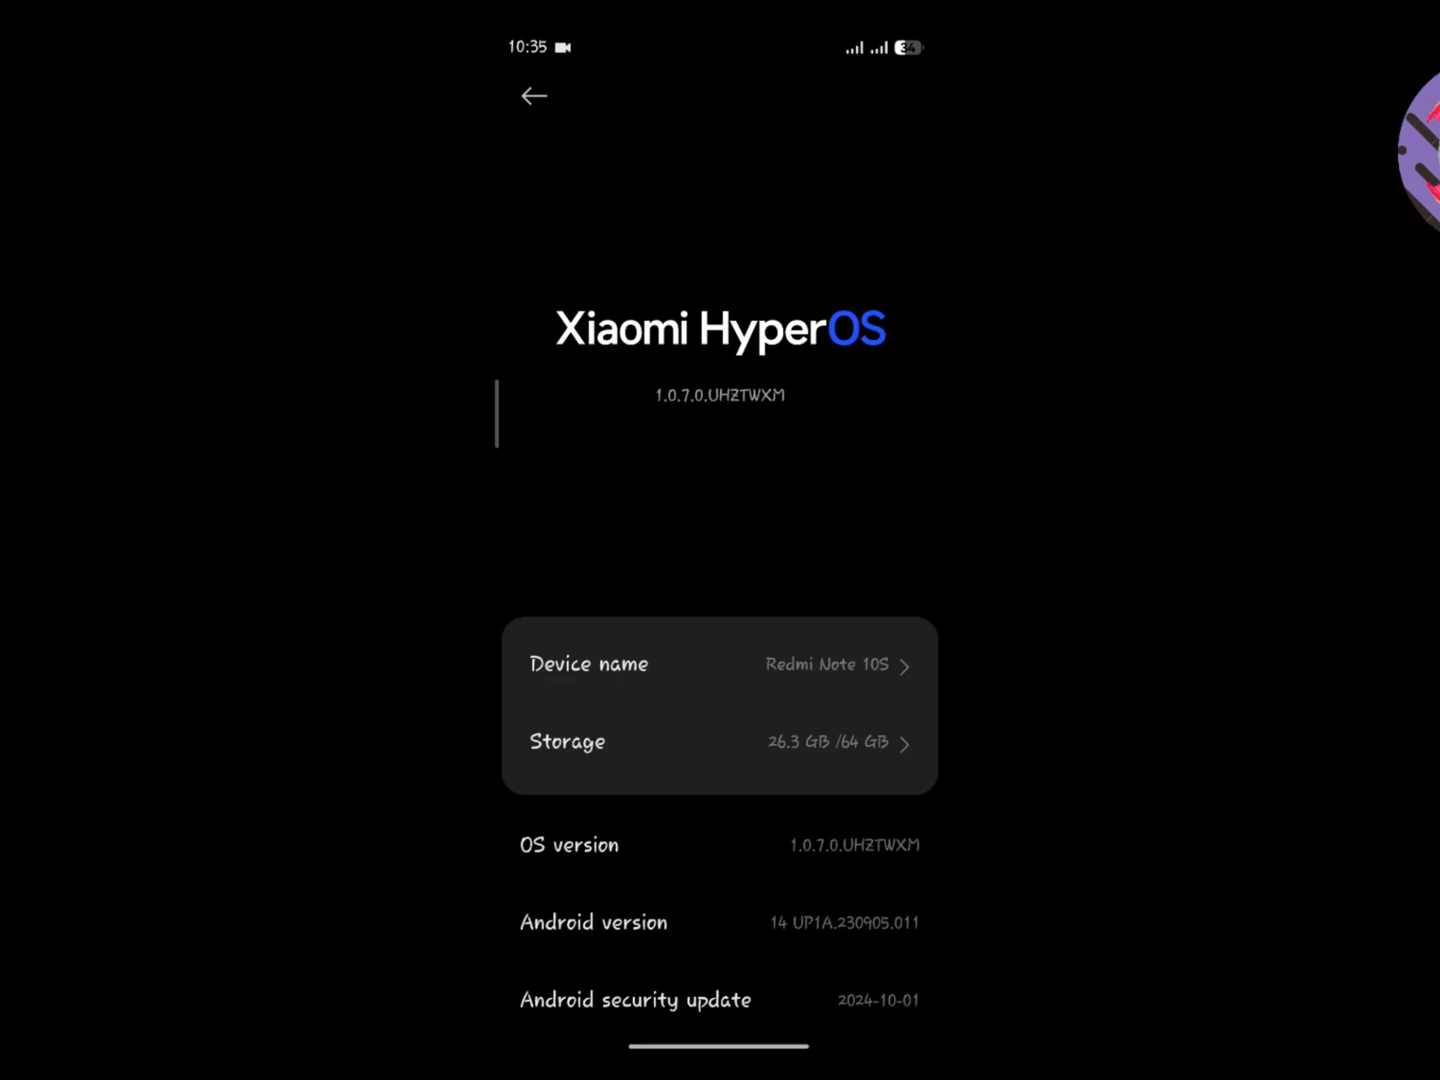 10:35
34
Xiaomi HyperOS
1.0.7.0.UHZTWXM
Device name Redmi Note 10S
Storage 26.3 GB /64 GB
OS version 1.0.7.0.UHZTWXM
Android version 14 UP1A.230905.011
Android security update 2024-10-01